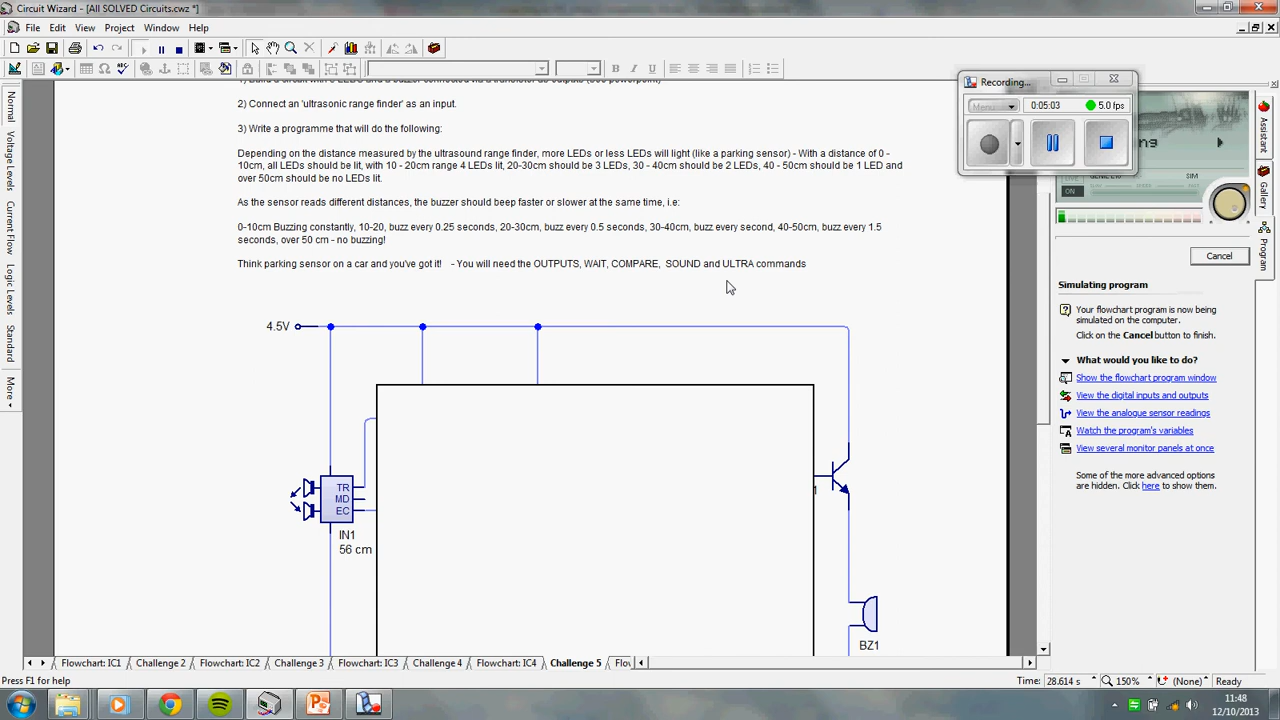 Circuit Wizard - [All SOLVED Circuits.cwz *]
File Edit View Project Window Help
2) Connect an 'ultrasonic range finder' as an input.
3) Write a programme that will do the following:
Depending on the distance measured by the ultrasound range finder, more LEDs or less LEDs will light (like a parking sensor) - With a distance of 0 -
10cm, all LEDs should be lit, with 10 - 20cm range 4 LEDs lit, 20-30cm should be 3 LEDs, 30 - 40cm should be 2 LEDs, 40 - 50cm should be 1 LED and
over 50cm should be no LEDs lit.
As the sensor reads different distances, the buzzer should beep faster or slower at the same time, i.e:
0-10cm Buzzing constantly, 10-20, buzz every 0.25 seconds, 20-30cm, buzz every 0.5 seconds, 30-40cm, buzz every second, 40-50cm, buzz every 1.5
seconds, over 50 cm - no buzzing!
Think parking sensor on a car and you've got it! - You will need the OUTPUTS, WAIT, COMPARE, SOUND and ULTRA commands
4.5V
TR
MD
EC
IN1
56 cm
1
BZ1
Normal
Voltage Levels
Current Flow
Logic Levels
Standard
More
Recording...
Menu
0:05:03
5.0 fps
ng
SIM
ON
Cancel
Simulating program
Your flowchart program is now being
simulated on the computer.
Click on the Cancel button to finish.
What would you like to do?
Show the flowchart program window
View the digital inputs and outputs
View the analogue sensor readings
Watch the program's variables
View several monitor panels at once
Some of the more advanced options
are hidden. Click here to show them.
Assistant
Gallery
Program
Flowchart: IC1 Challenge 2 Flowchart: IC2 Challenge 3 Flowchart: IC3 Challenge 4 Flowchart: IC4 Challenge 5 Flov
Press F1 for help
Time: 28.614 s 150% (None) Ready
11:48
12/10/2013